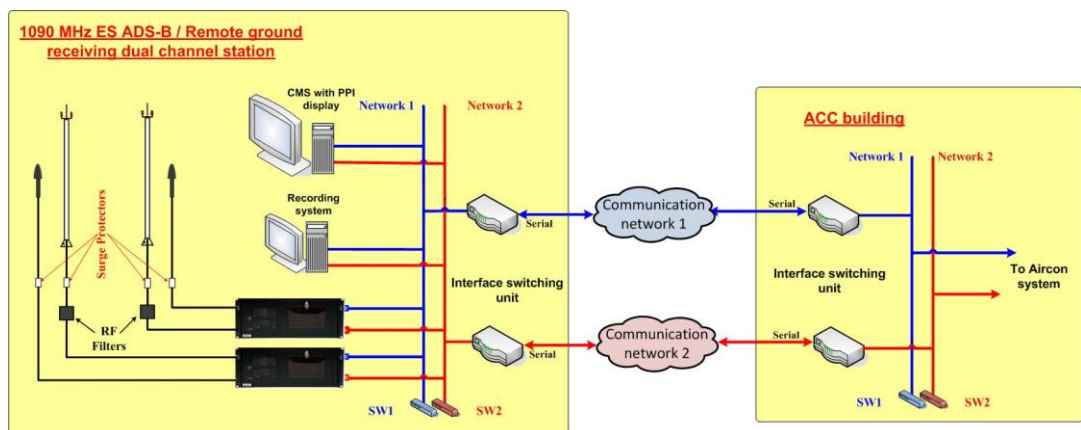 1090 MHz ES ADS-B / Remote ground
receiving dual channel station
CMS with PPI
display
Network 1
Network 2
Recording
system
Surge Protectors
RF
Filters
Interface switching
unit
Serial
Serial
SW1
SW2
Communication
network 1
Communication
network 2
ACC building
Network 1
Network 2
Serial
Interface switching
unit
To Aircon
system
Serial
SW1
SW2